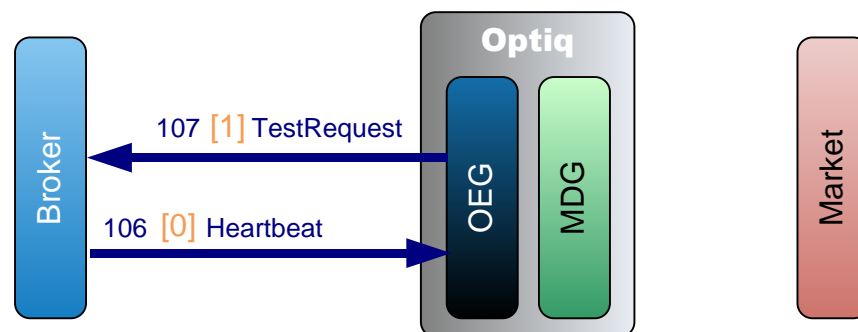 Optiq
Broker
107 [1] TestRequest
106 [0] Heartbeat
OEG
MDG
Market